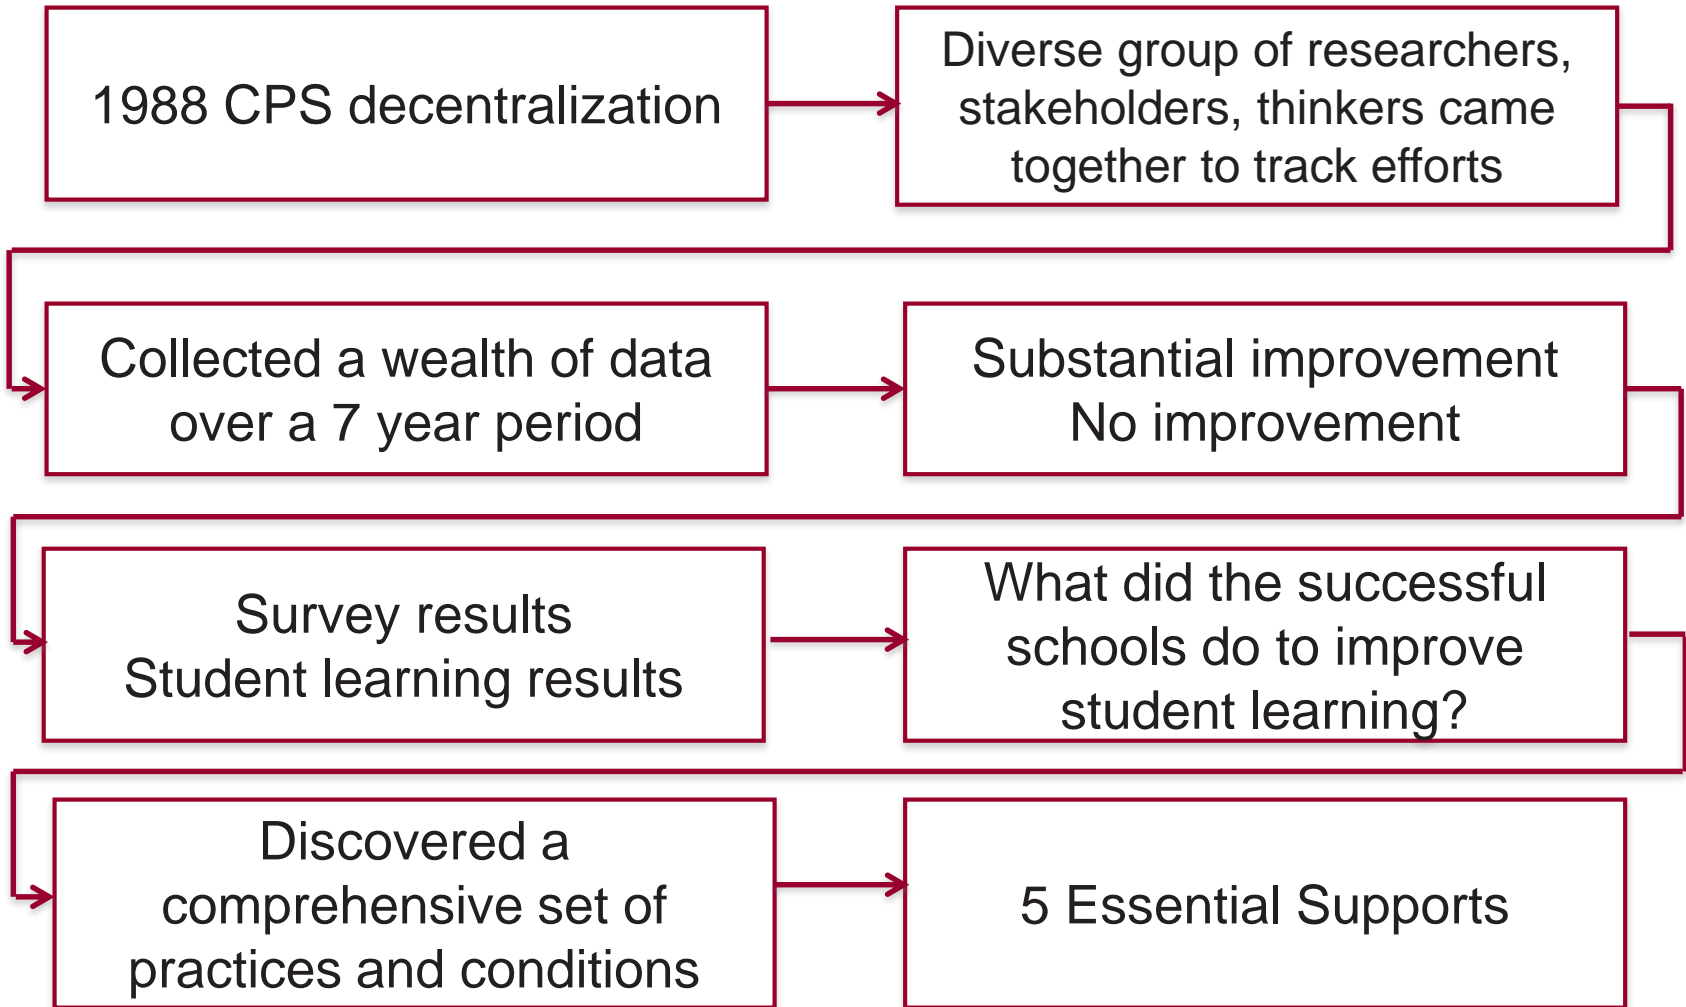 1988 CPS decentralization
Diverse group of researchers,
stakeholders, thinkers came
together to track efforts
Collected a wealth of data
over a 7 year period
Substantial improvement
No improvement
Survey results
Student learning results
What did the successful
schools do to improve
student learning?
Discovered a
comprehensive set of
practices and conditions
5 Essential Supports